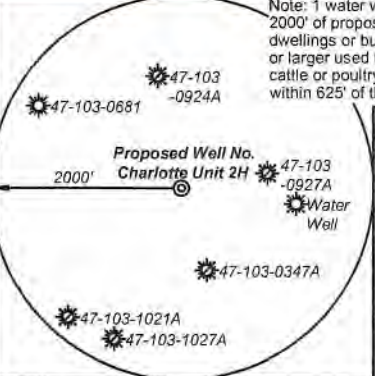 Note: 1 water
2000' of propos
dwellings or bu
or larger used
cattle or poultry
within 625' of
47-103
-0924A
47-103-0681
Proposed Well No.
Charlotte Unit 2H
2000'
47-103
-0927A
Water
Well
47-103-0347A
47-103-1021A
47-103-1027A